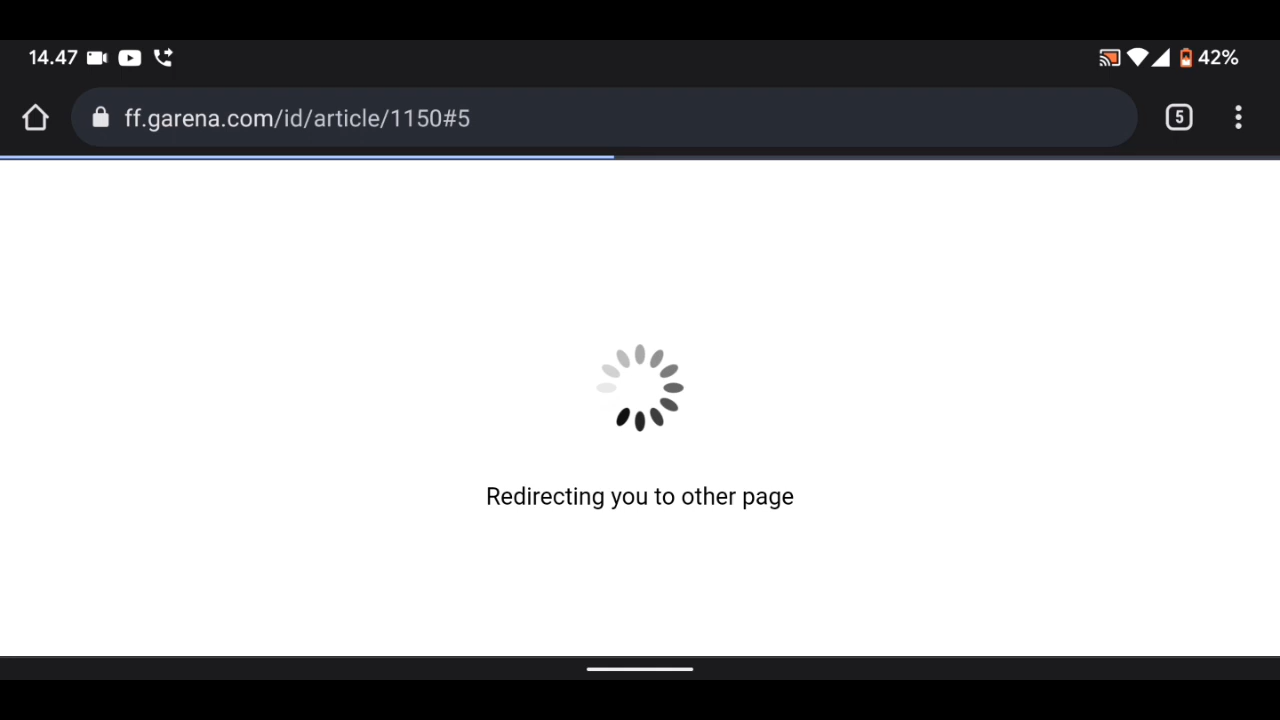 14.47 42%
ff.garena.com/id/article/1150#5 5
Redirecting you to other page